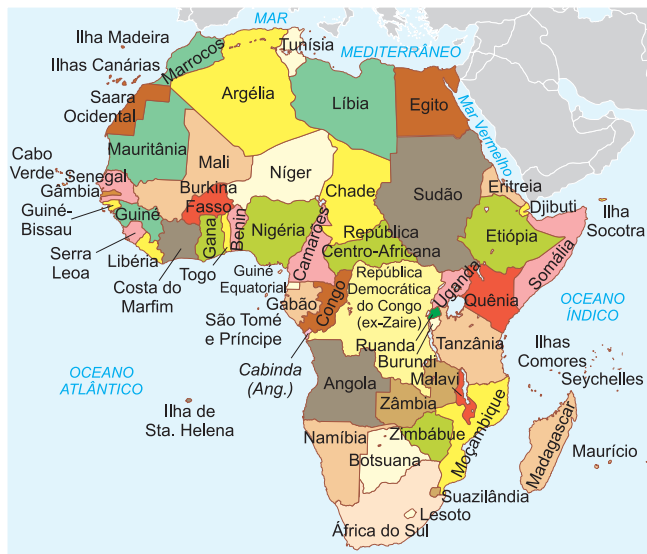 MAR
MEDITERRÂNEO
Ilha Madeira
Ilhas Canárias
Marrocos
Tunísia
Saara
Ocidental
Argélia
Líbia
Egito
Mar Vermelho
Mauritânia
Mali
Níger
Chade
Sudão
Eritreia
Cabo
Verde
Senegal
Gâmbia
Guiné-
Bissau
Guiné
Burkina
Fasso
Djibuti
Ilha
Socotra
Serra
Leoa
Libéria
Costa do
Marfim
Gana
Togo
Benin
Nigéria
Camarões
República
Centro-Africana
Etiópia
Somália
Guiné
Equatorial
Gabão
Congo
República
Democrática
do Congo
(ex-Zaire)
Uganda
Quênia
OCEANO
ÍNDICO
São Tomé
e Príncipe
Ruanda
Burundi
Tanzânia
Cabinda
(Ang.)
Ilhas
Comores
Seychelles
OCEANO
ATLÂNTICO
Angola
Malavi
Zâmbia
Ilha de
Sta. Helena
Namíbia
Zimbábue
Moçambique
Botsuana
Madagascar
Maurício
Suazilândia
Lesoto
África do Sul